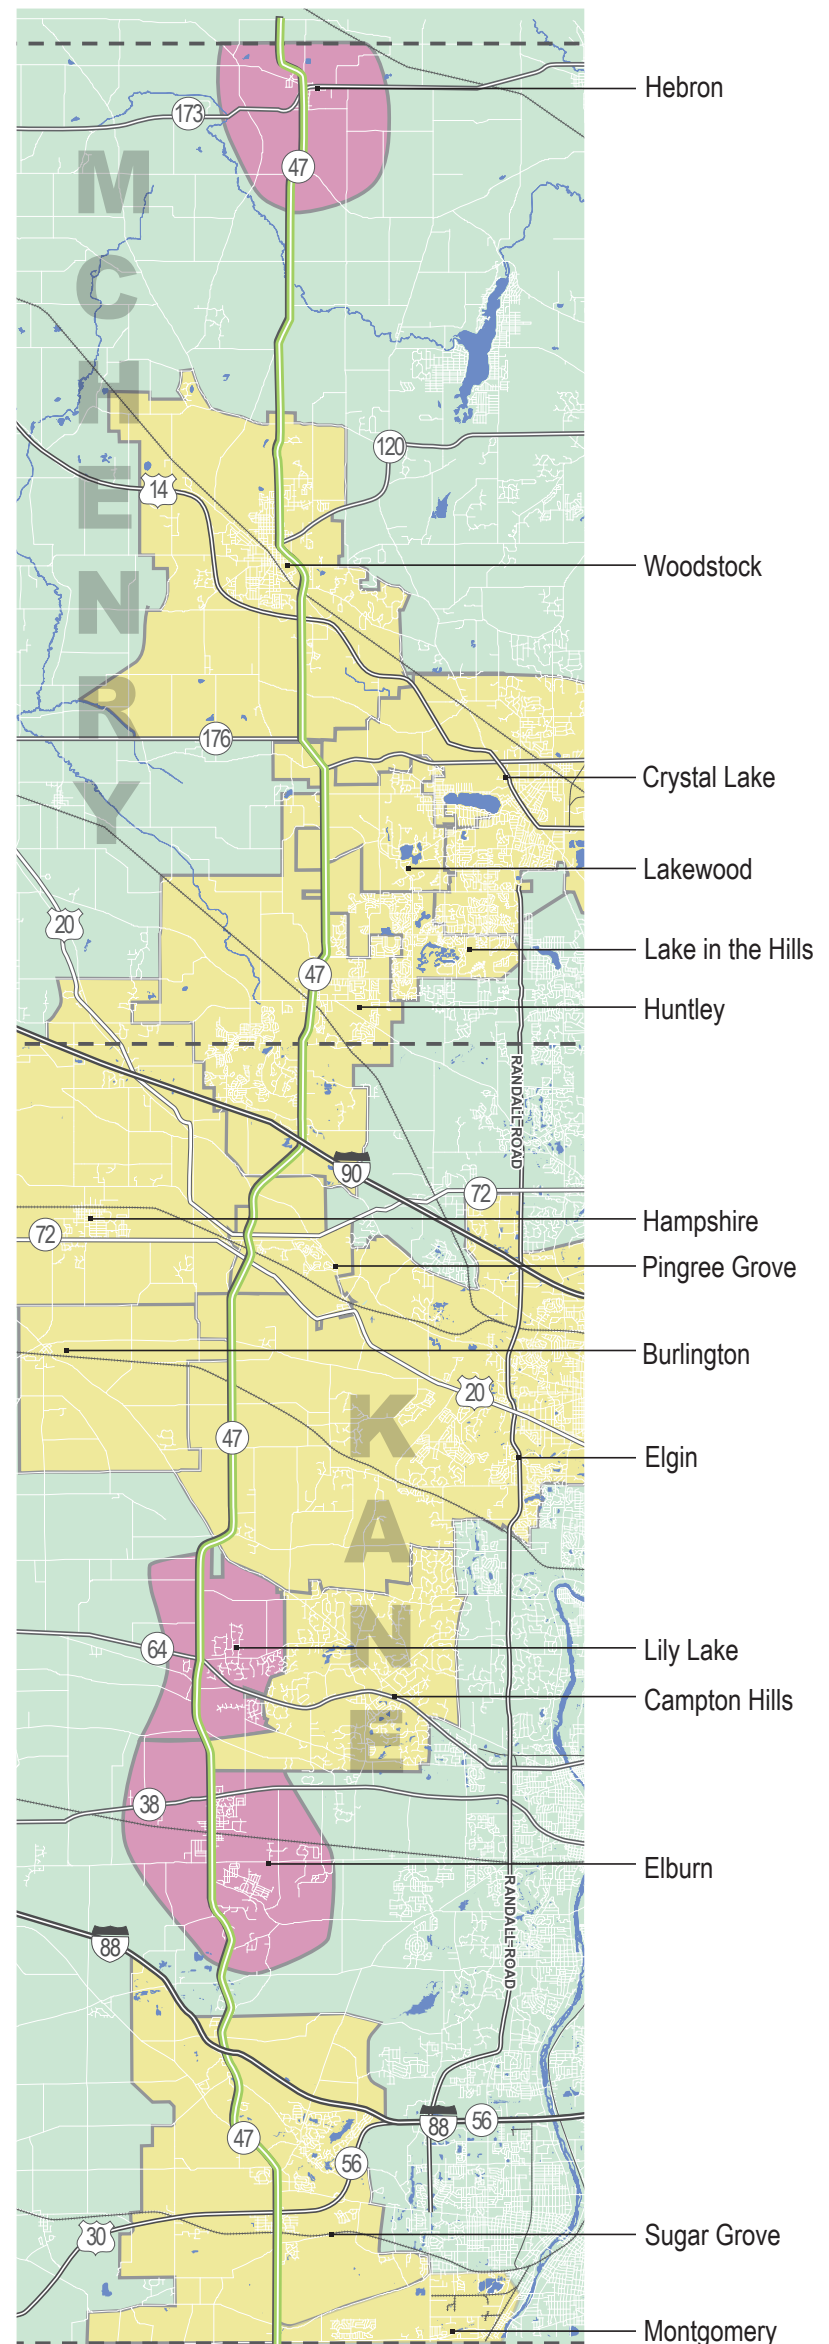 Hebron
173
47
MCHENRY
120
14
Woodstock
176
Crystal Lake
Lakewood
20
Lake in the Hills
47
Huntley
RANDALL ROAD
90
72
Hampshire
72
Pingree Grove
Burlington
20
KANE
47
Elgin
64
Lily Lake
Campton Hills
38
Elburn
RANDALL ROAD
88
88
56
47
56
30
Sugar Grove
Montgomery